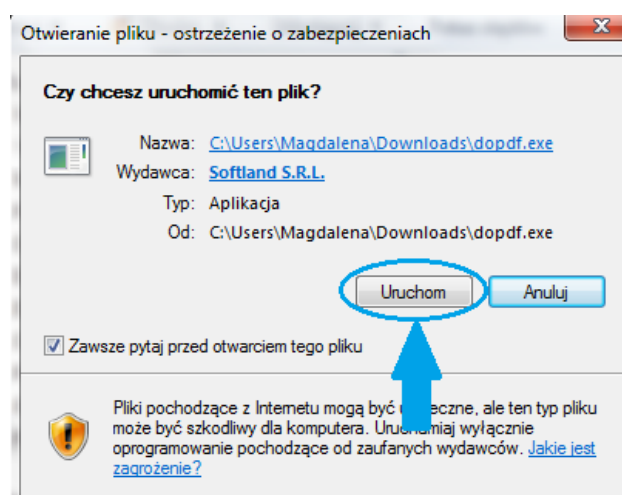 Otwieranie pliku - ostrzeżenie o zabezpieczeniach
Czy chcesz uruchomić ten plik?
Nazwa: C:\Users\Magdalena\Downloads\dopdf.exe
Wydawca: Softland S.R.L.
Typ: Aplikacja
Od: C:\Users\Magdalena\Downloads\dopdf.exe
Uruchom Anuluj
Zawsze pytaj przed otwarciem tego pliku
Pliki pochodzące z Internetu mogą być ale ten typ pliku
może być szkodliwy dla komputera. Uruchamiaj wyłącznie
oprogramowanie pochodzące od zaufanych wydawców. Jakie jest
zagrożenie?